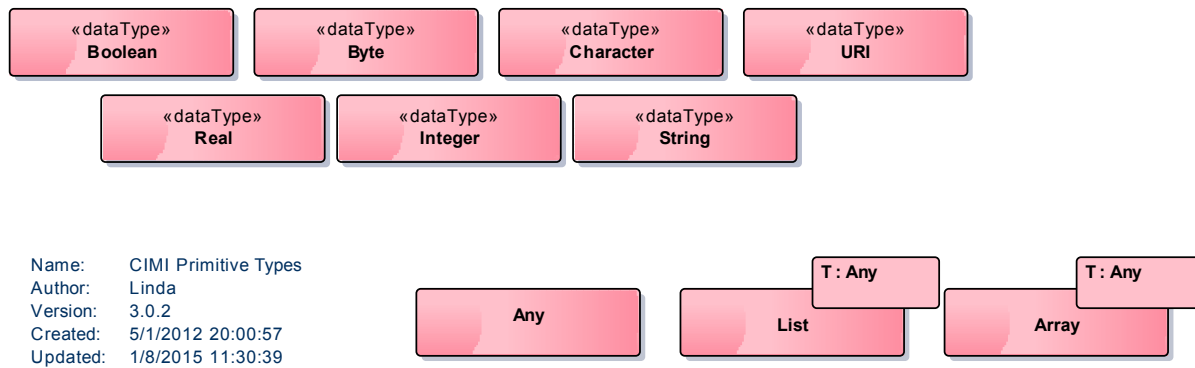 «dataType»
Boolean
«dataType»
Byte
«dataType»
Character
«dataType»
URI
«dataType»
Real
«dataType»
Integer
«dataType»
String
Name: CIMI Primitive Types
Author: Linda
Version: 3.0.2
Created: 5/1/2012 20:00:57
Updated: 1/8/2015 11:30:39
Any
T : Any
List
T : Any
Array